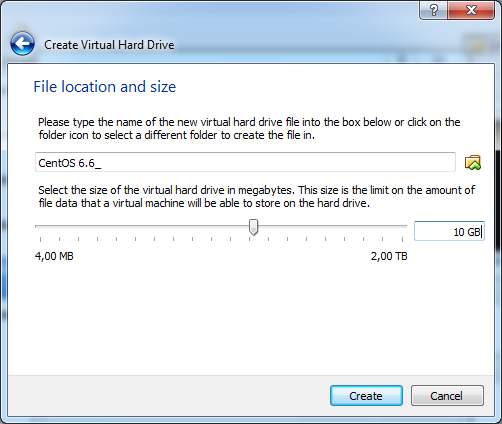 ?
Create Virtual Hard Drive
File location and size
Please type the name of the new virtual hard drive file into the box below or click on the
folder icon to select a different folder to create the file in.
CentOS 6.6_
Select the size of the virtual hard drive in megabytes. This size is the limit on the amount of
file data that a virtual machine will be able to store on the hard drive.
10 GB
4,00 MB 2,00 TB
Create Cancel